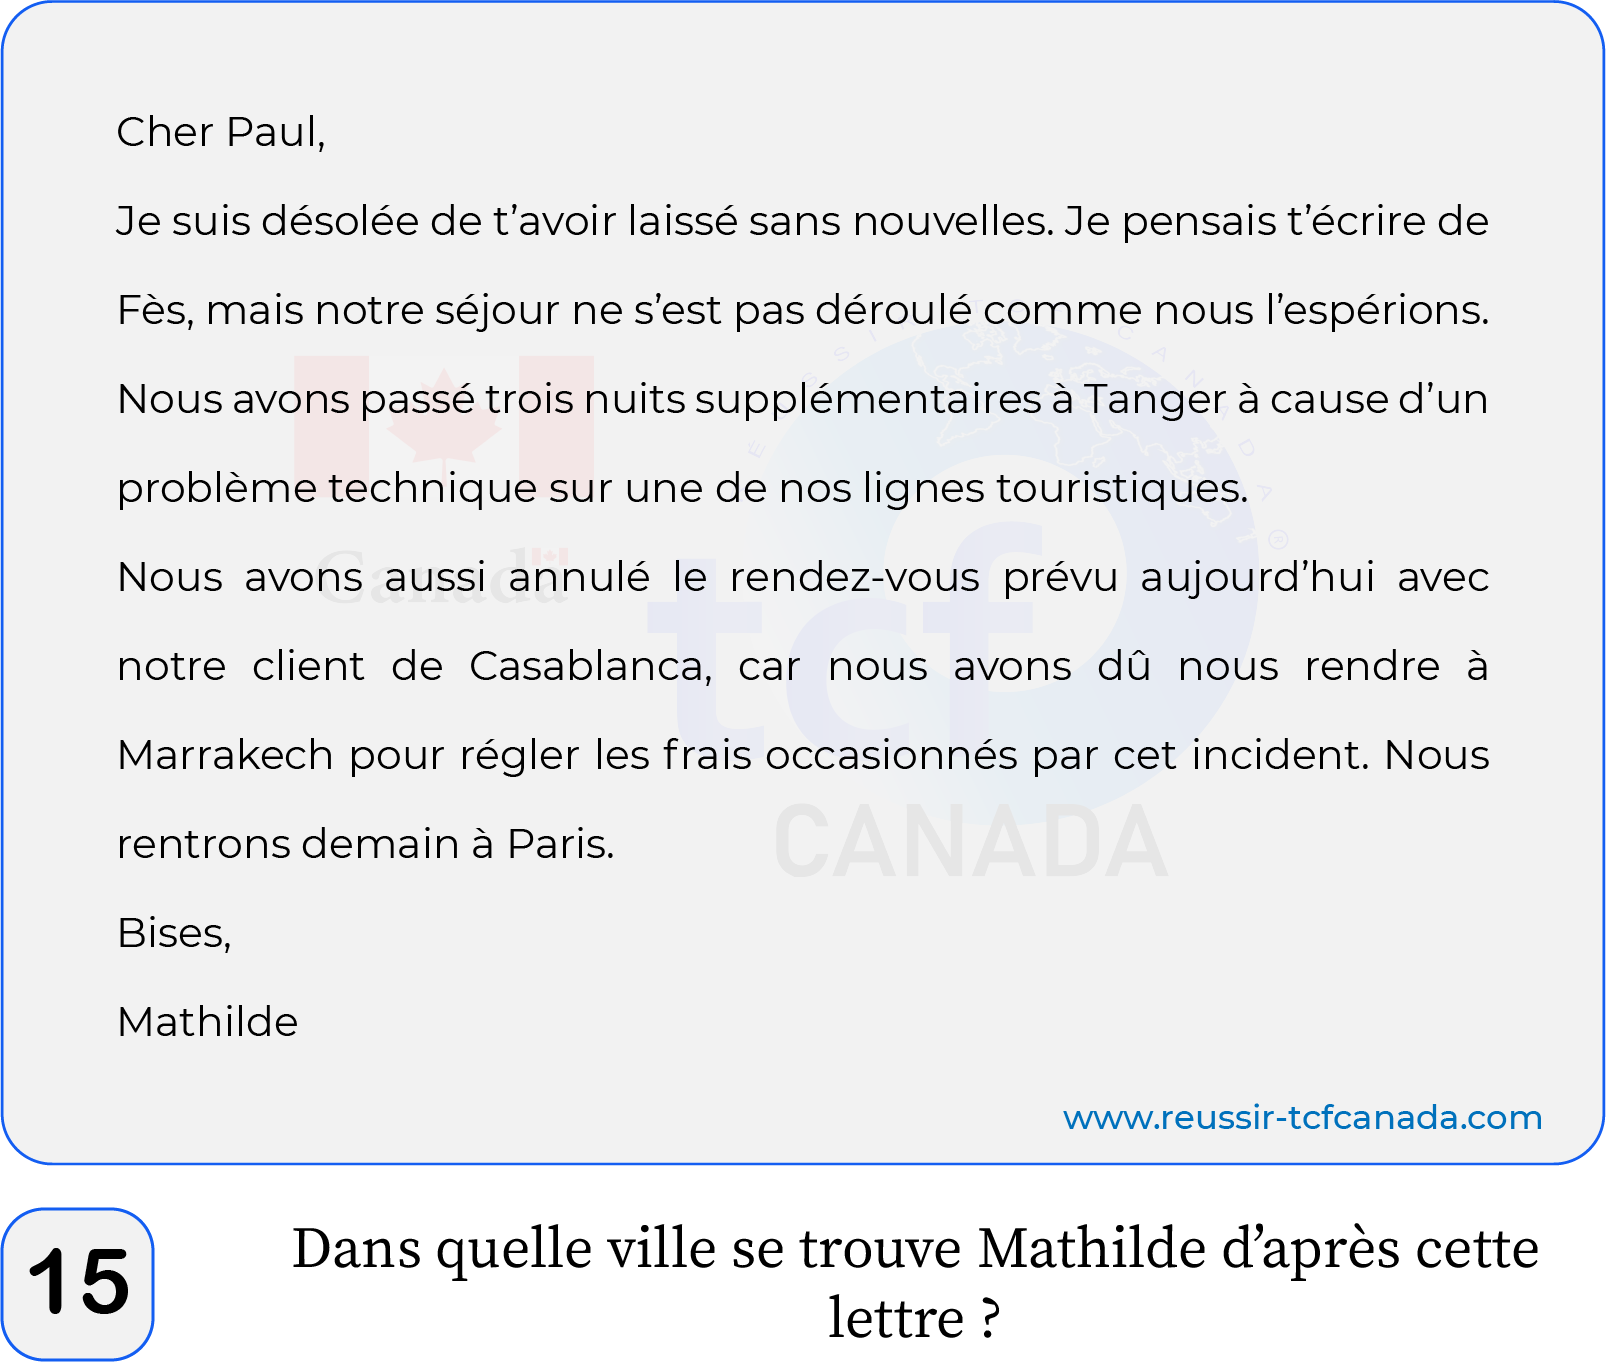 Cher Paul,
Je suis désolée de t’avoir laissé sans nouvelles. Je pensais t’écrire de
Fès, mais notre séjour ne s’est pas déroulé comme nous l’espérions.
Nous avons passé trois nuits supplémentaires à Tanger à cause d’un
problème technique sur une de nos lignes touristiques.
Nous avons aussi annulé le rendez-vous prévu aujourd’hui avec
notre client de Casablanca, car nous avons dû nous rendre à
Marrakech pour régler les frais occasionnés par cet incident. Nous
rentrons demain à Paris.
Bises,
Mathilde
Canada
tcf
CANADA
www.reussir-tcfcanada.com
15
Dans quelle ville se trouve Mathilde d’après cette
lettre ?